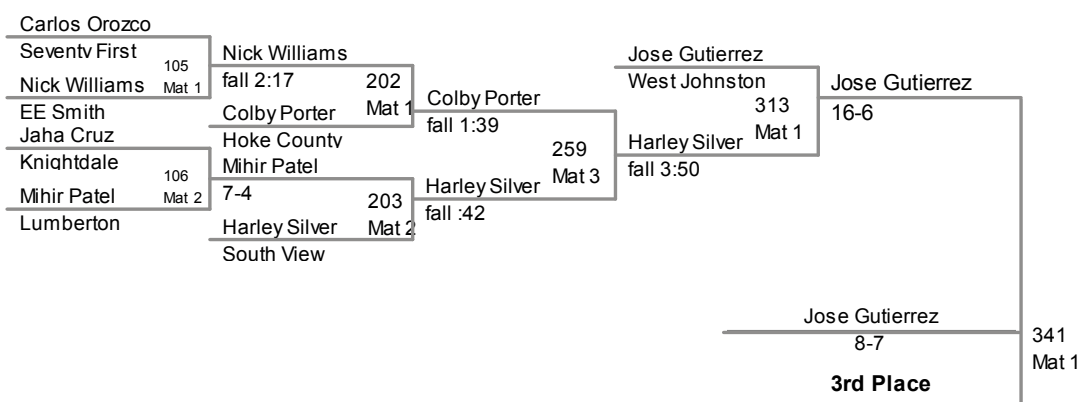 Carlos Orozco
Seventy First
105
Nick Williams Mat 1
EE Smith
Jaha Cruz
Knightdale
106
Mihir Patel Mat 2
Lumberton
Nick Williams
fall 2:17
202
Mat 1
Colby Porter
Hoke County
Mihir Patel
7-4
203
Mat 2
Harley Silver
South View
Colby Porter
fall 1:39
259
Mat 3
Harley Silver
fall :42
Jose Gutierrez
West Johnston
313
Mat 1
Harley Silver
fall 3:50
Jose Gutierrez
16-6
Jose Gutierrez
8-7
3rd Place
341
Mat 1